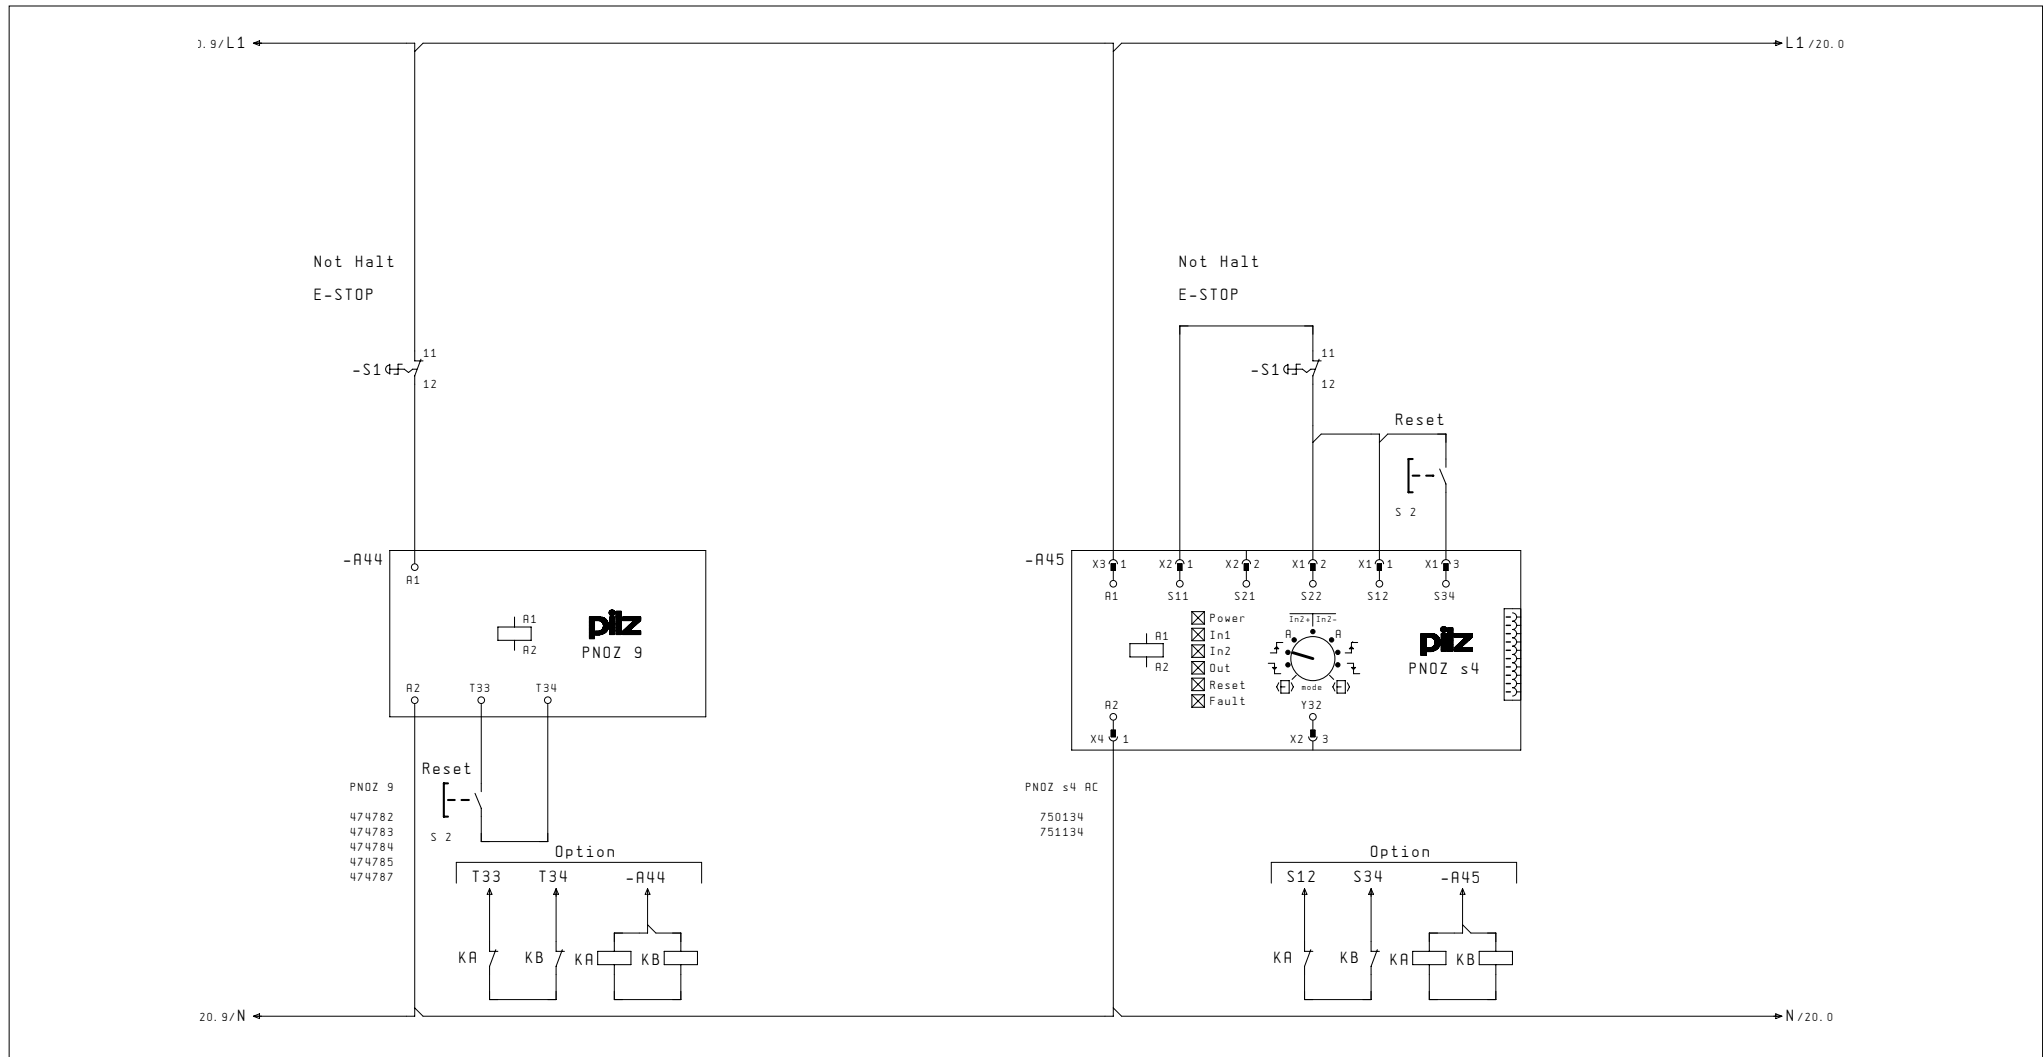 .9/L1
L1/20.0
Not Halt
E-STOP
Not Halt
E-STOP
-S1
11
12
-S1
11
12
Reset
S 2
-A44
A1
A1
A2
pilz
PNOZ 9
A2
T33
T34
-A45
X3 1
X2 1
X2 2
X1 2
X1 1
X1 3
A1
S11
S21
S22
S12
S34
Power
In1
In2
Out
Reset
Fault
In2+ In2-
A
A
mode
A1
A2
pilz
PNOZ s4
A2
Y32
X4 1
X2 3
Reset
S 2
PNOZ 9
474782
474783
474784
474785
474787
PNOZ s4 AC
750134
751134
Option
T33
T34
-A44
KA
KB
KA
KB
Option
S12
S34
-A45
KA
KB
KA
KB
20.9/N
N/20.0